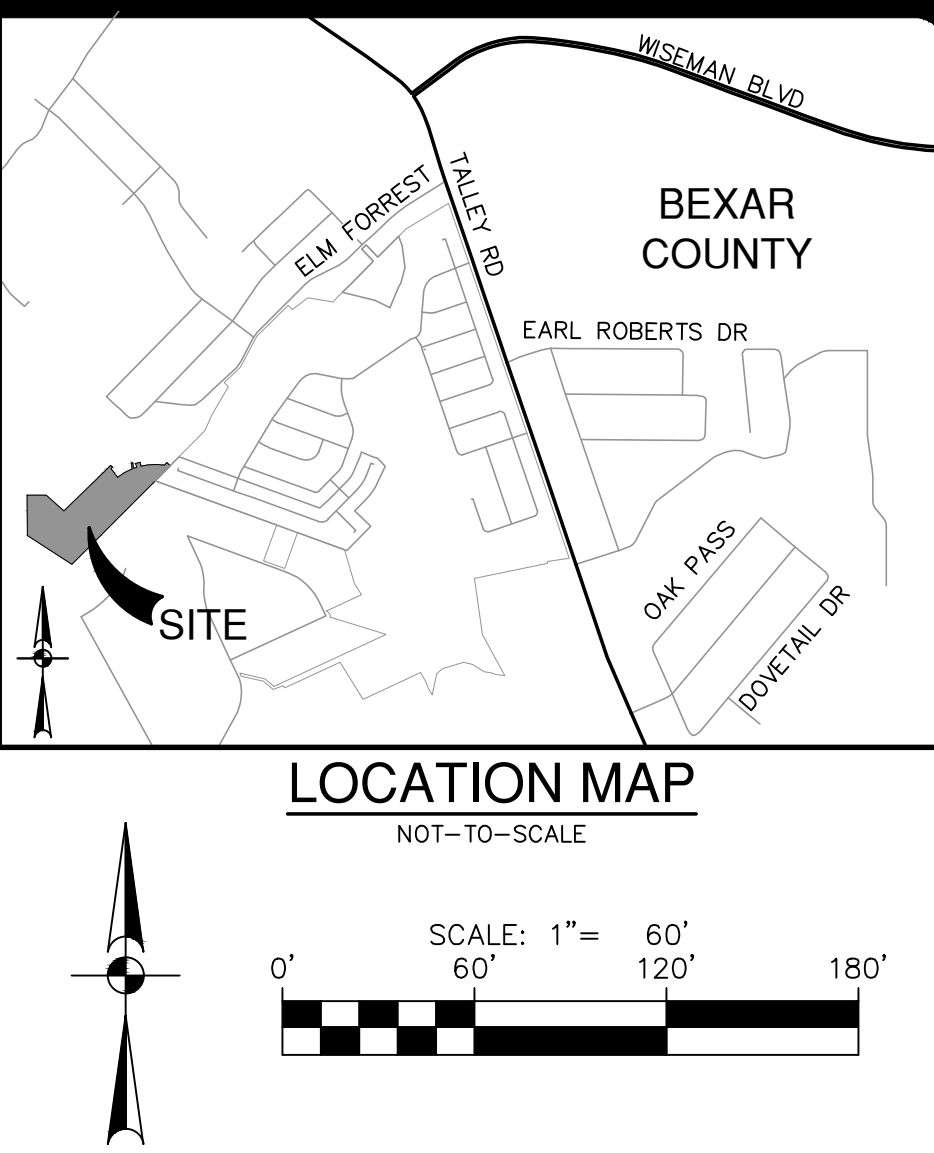 WISEMAN BLVD
TALLEY RD
ELM FORREST
BEXAR
COUNTY
EARL ROBERTS DR
OAK PASS
DOVETAIL DR
SITE
LOCATION MAP
NOT-TO-SCALE
SCALE: 1"= 60'
0' 60' 120' 180'